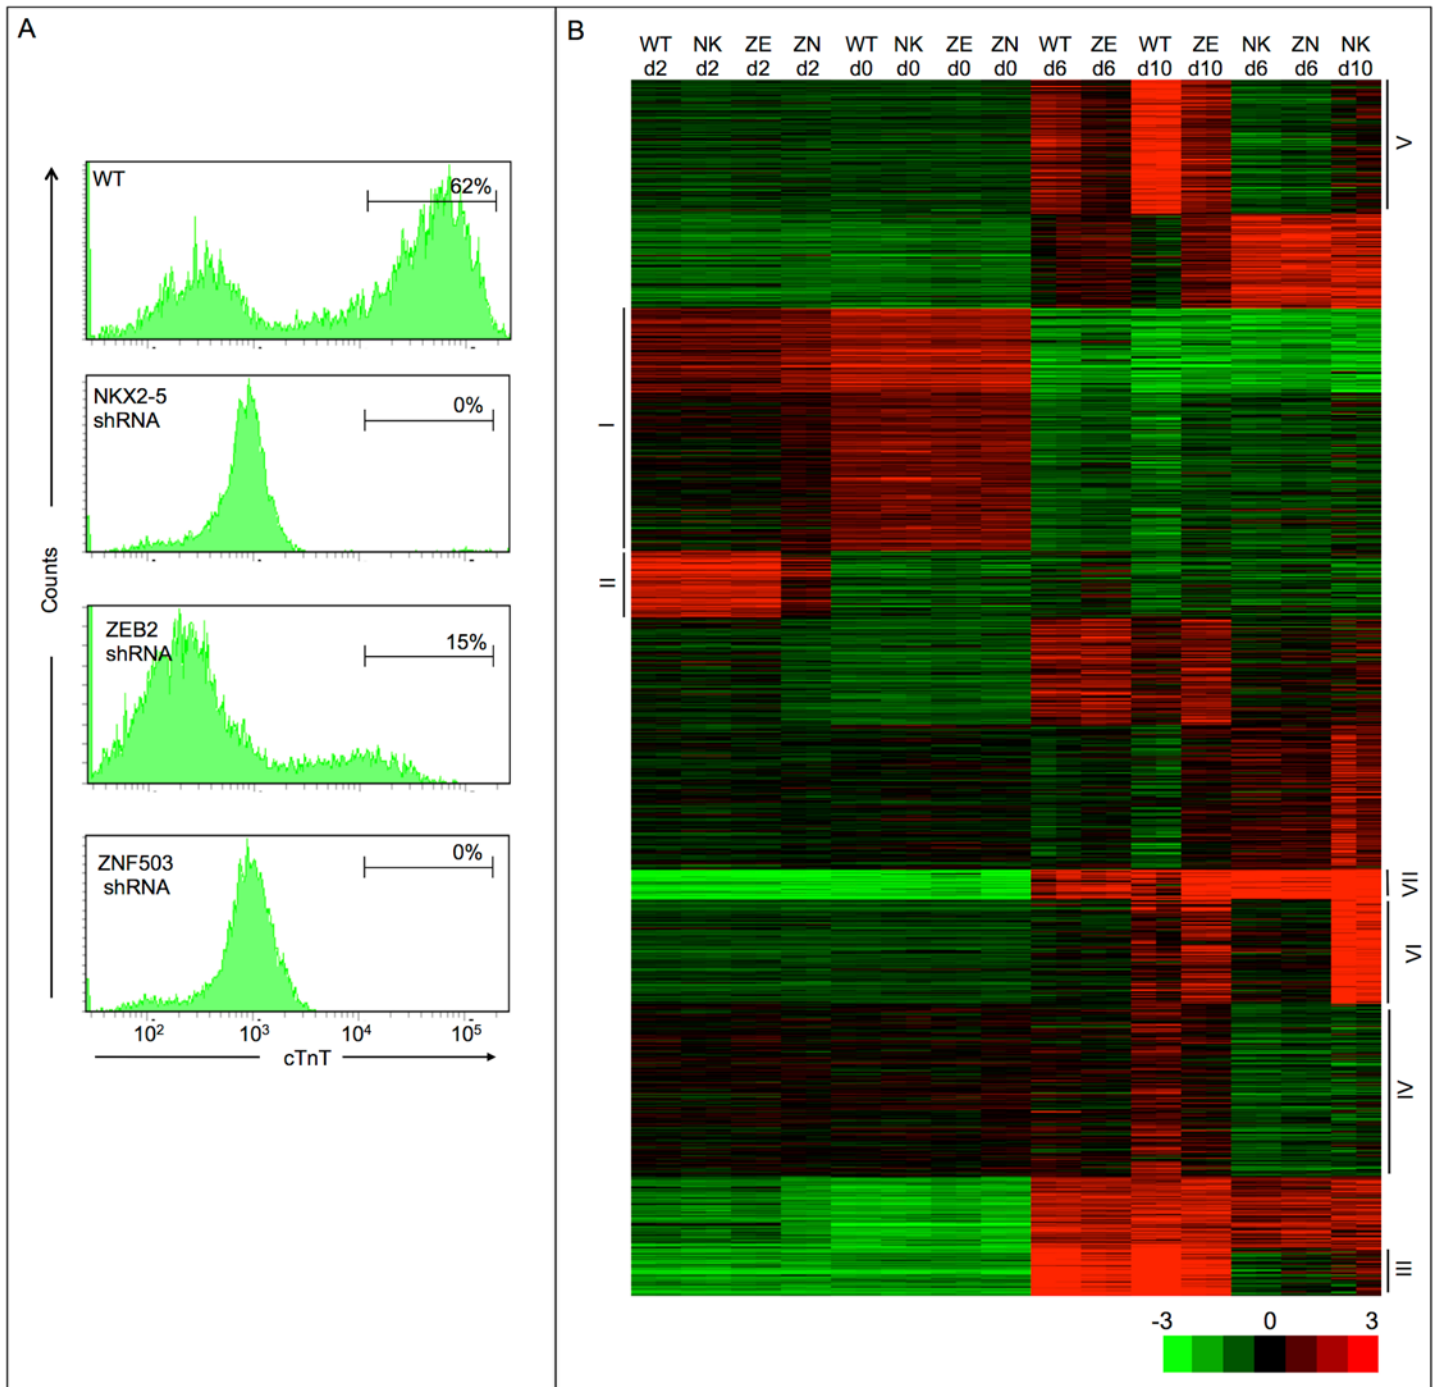 A
B
WT NK ZE ZN WT NK ZE ZN WT ZE WT ZE NK ZN NK
d2 d2 d2 d2 d0 d0 d0 d0 d6 d6 d10 d10 d6 d6 d10
WT
62%
NKX2-5
shRNA
0%
ZEB2
shRNA
15%
ZNF503
shRNA
0%
Counts
10² 10³ 10⁴ 10⁵
cTnT
I
II
V
VII
VI
IV
III
-3 0 3